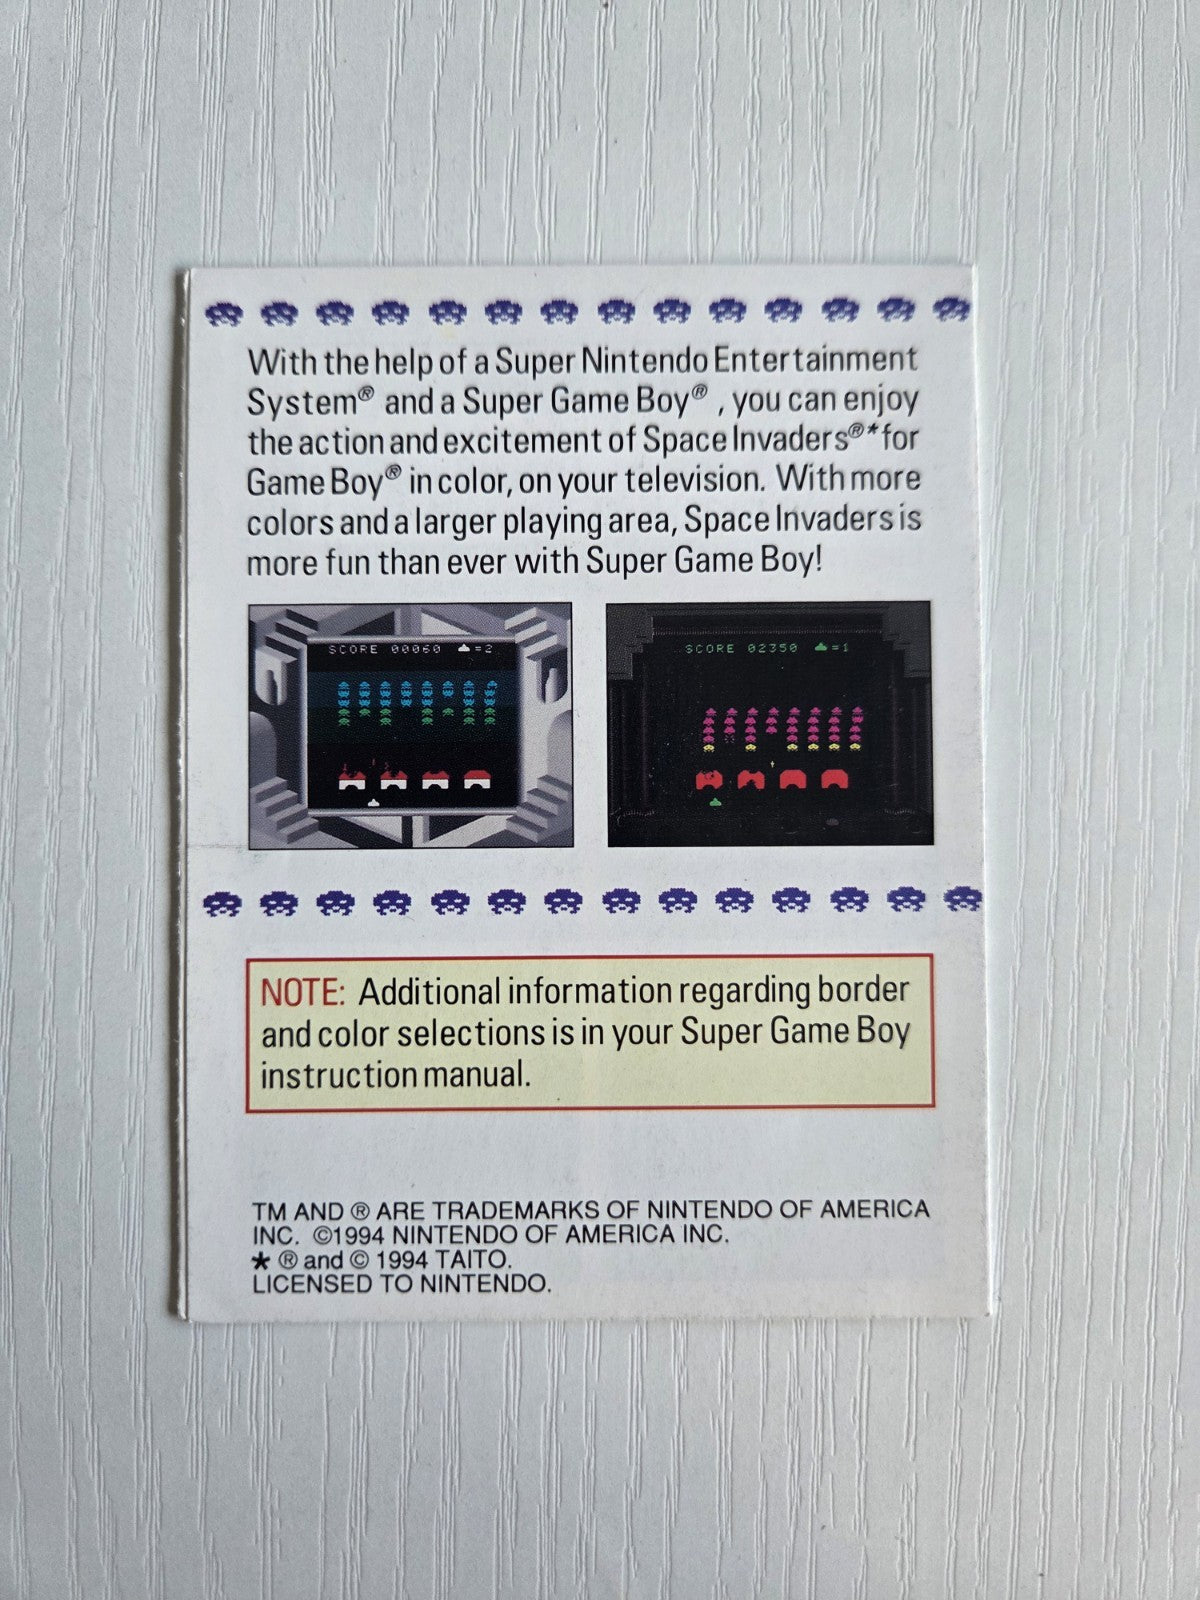 With the help of a Super Nintendo Entertainment
System® and a Super Game Boy® , you can enjoy
the action and excitement of Space Invaders®* for
Game Boy® in color, on your television. With more
colors and a larger playing area, Space Invaders is
more fun than ever with Super Game Boy!
SCORE 00060 =2
SCORE 02350 =1
NOTE: Additional information regarding border
and color selections is in your Super Game Boy
instruction manual.
TM AND ® ARE TRADEMARKS OF NINTENDO OF AMERICA
INC. ©1994 NINTENDO OF AMERICA INC.
* ® and © 1994 TAITO.
LICENSED TO NINTENDO.